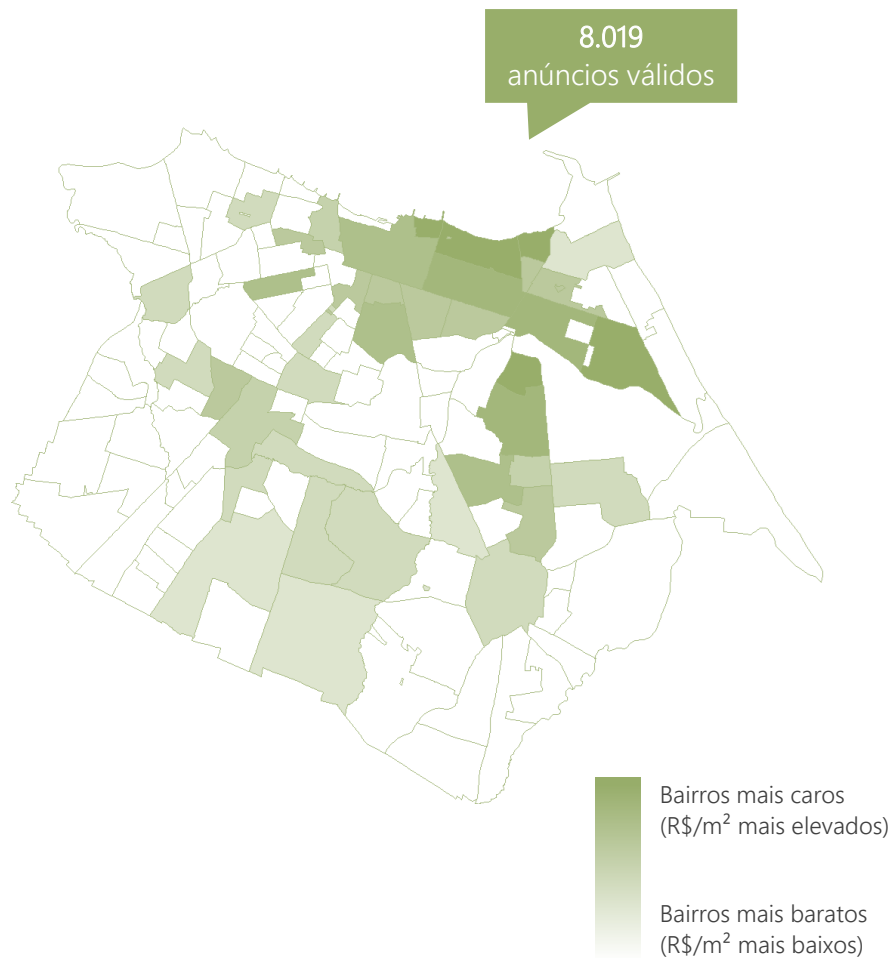 8.019
anúncios válidos
Bairros mais caros
(R$/m² mais elevados)
Bairros mais baratos
(R$/m² mais baixos)